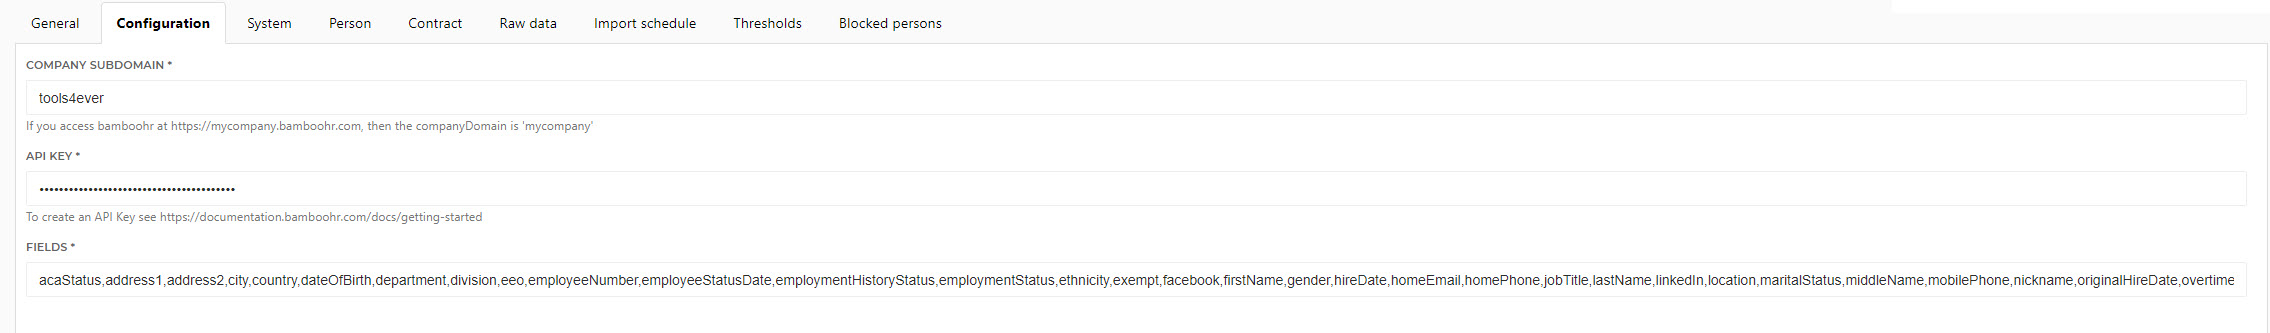 General Configuration System Person Contract Raw data Import schedule Thresholds Blocked persons
COMPANY SUBDOMAIN *
tools4ever
If you access bamboohr at https://mycompany.bamboohr.com, then the companyDomain is 'mycompany'
API KEY *
••••••••••••••••••••••••••••••••••••••••
To create an API Key see https://documentation.bamboohr.com/docs/getting-started
FIELDS *
acaStatus,address1,address2,city,country,dateOfBirth,department,division,eeo,employeeNumber,employeeStatusDate,employmentHistoryStatus,employmentStatus,ethnicity,exempt,facebook,firstName,gender,hireDate,homeEmail,homePhone,jobTitle,lastName,linkedIn,location,maritalStatus,middleName,mobilePhone,nickname,originalHireDate,overtime